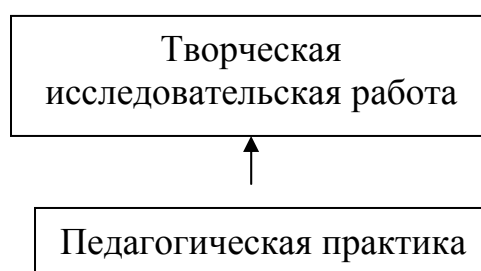 Творческая
исследовательская работа
Педагогическая практика